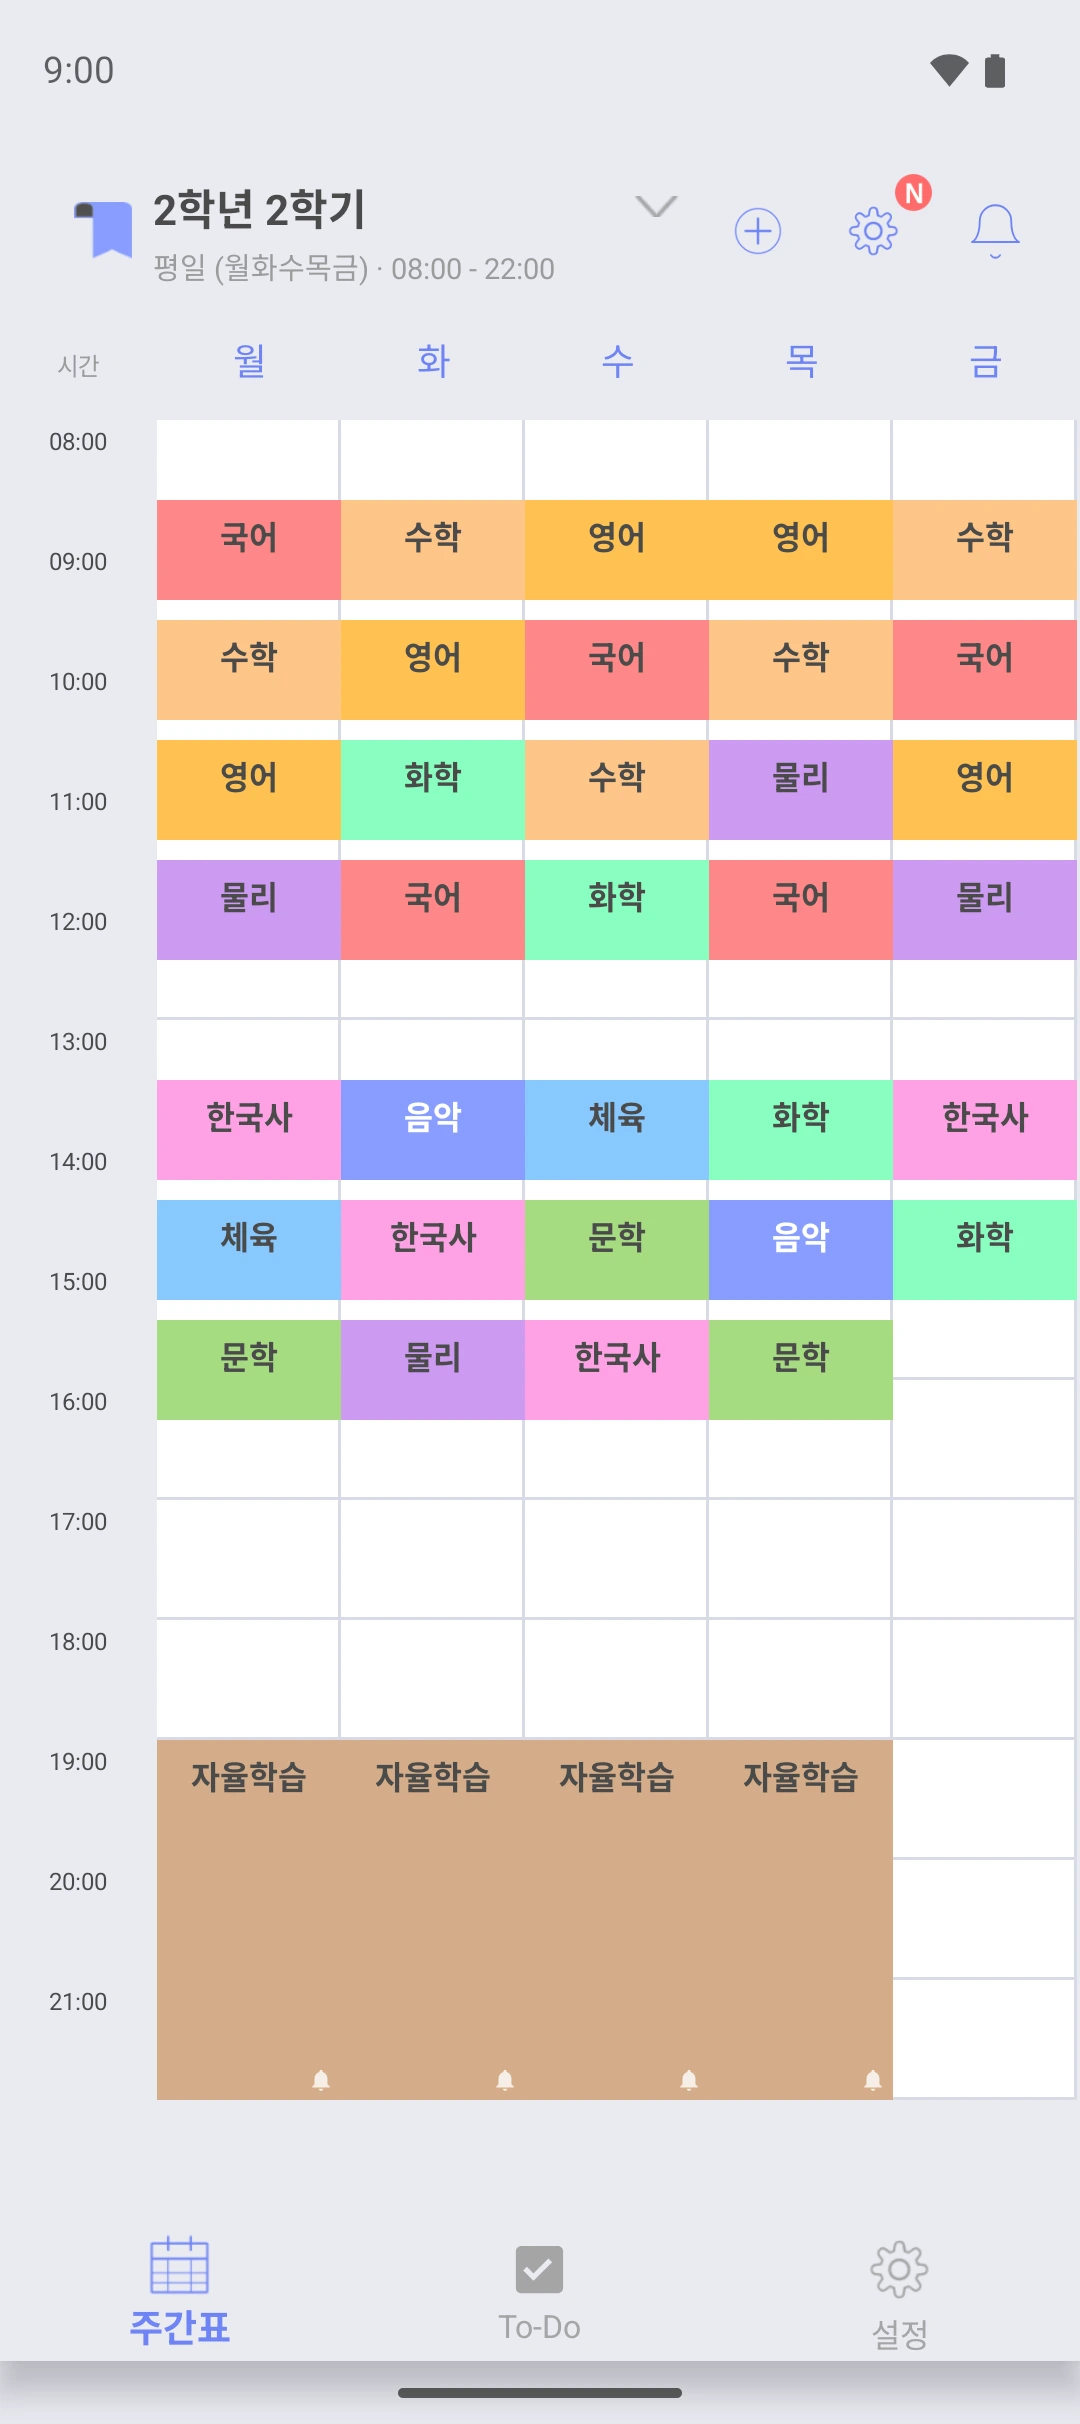 9:00
2학년 2학기
N
평일 (월화수목금) · 08:00 - 22:00
시간 월 화 수 목 금
08:00
국어 수학 영어 영어 수학
09:00
수학 영어 국어 수학 국어
10:00
영어 화학 수학 물리 영어
11:00
물리 국어 화학 국어 물리
12:00
13:00
한국사 음악 체육 화학 한국사
14:00
체육 한국사 문학 음악 화학
15:00
문학 물리 한국사 문학
16:00
17:00
18:00
19:00 자율학습 자율학습 자율학습 자율학습
20:00
21:00
주간표 To-Do 설정